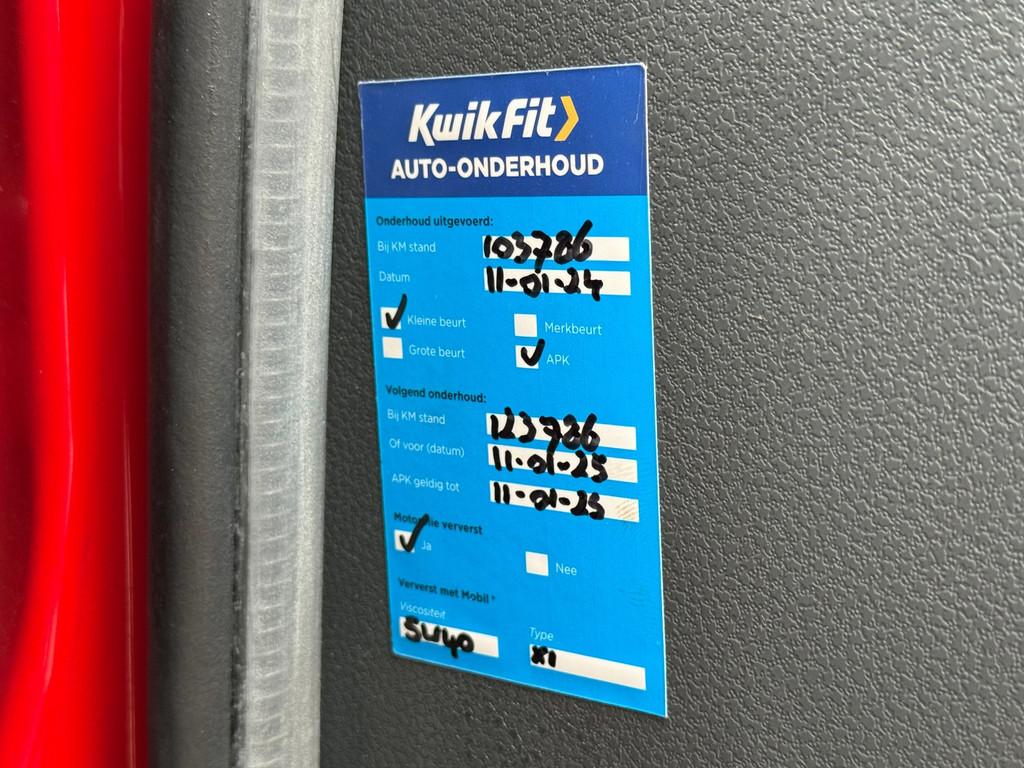 KwikFit
AUTO-ONDERHOUD
Onderhoud uitgevoerd:
Bij KM stand 103786
Datum 11-01-24
Kleine beurt Merkbeurt
Grote beurt APK
Volgend onderhoud:
Bij KM stand 123786
Of voor (datum) 11-01-25
APK geldig tot 11-01-25
Motorolie ververst
Ja Nee
Ververst met Mobil*
Viscositeit Type
5W40 X1